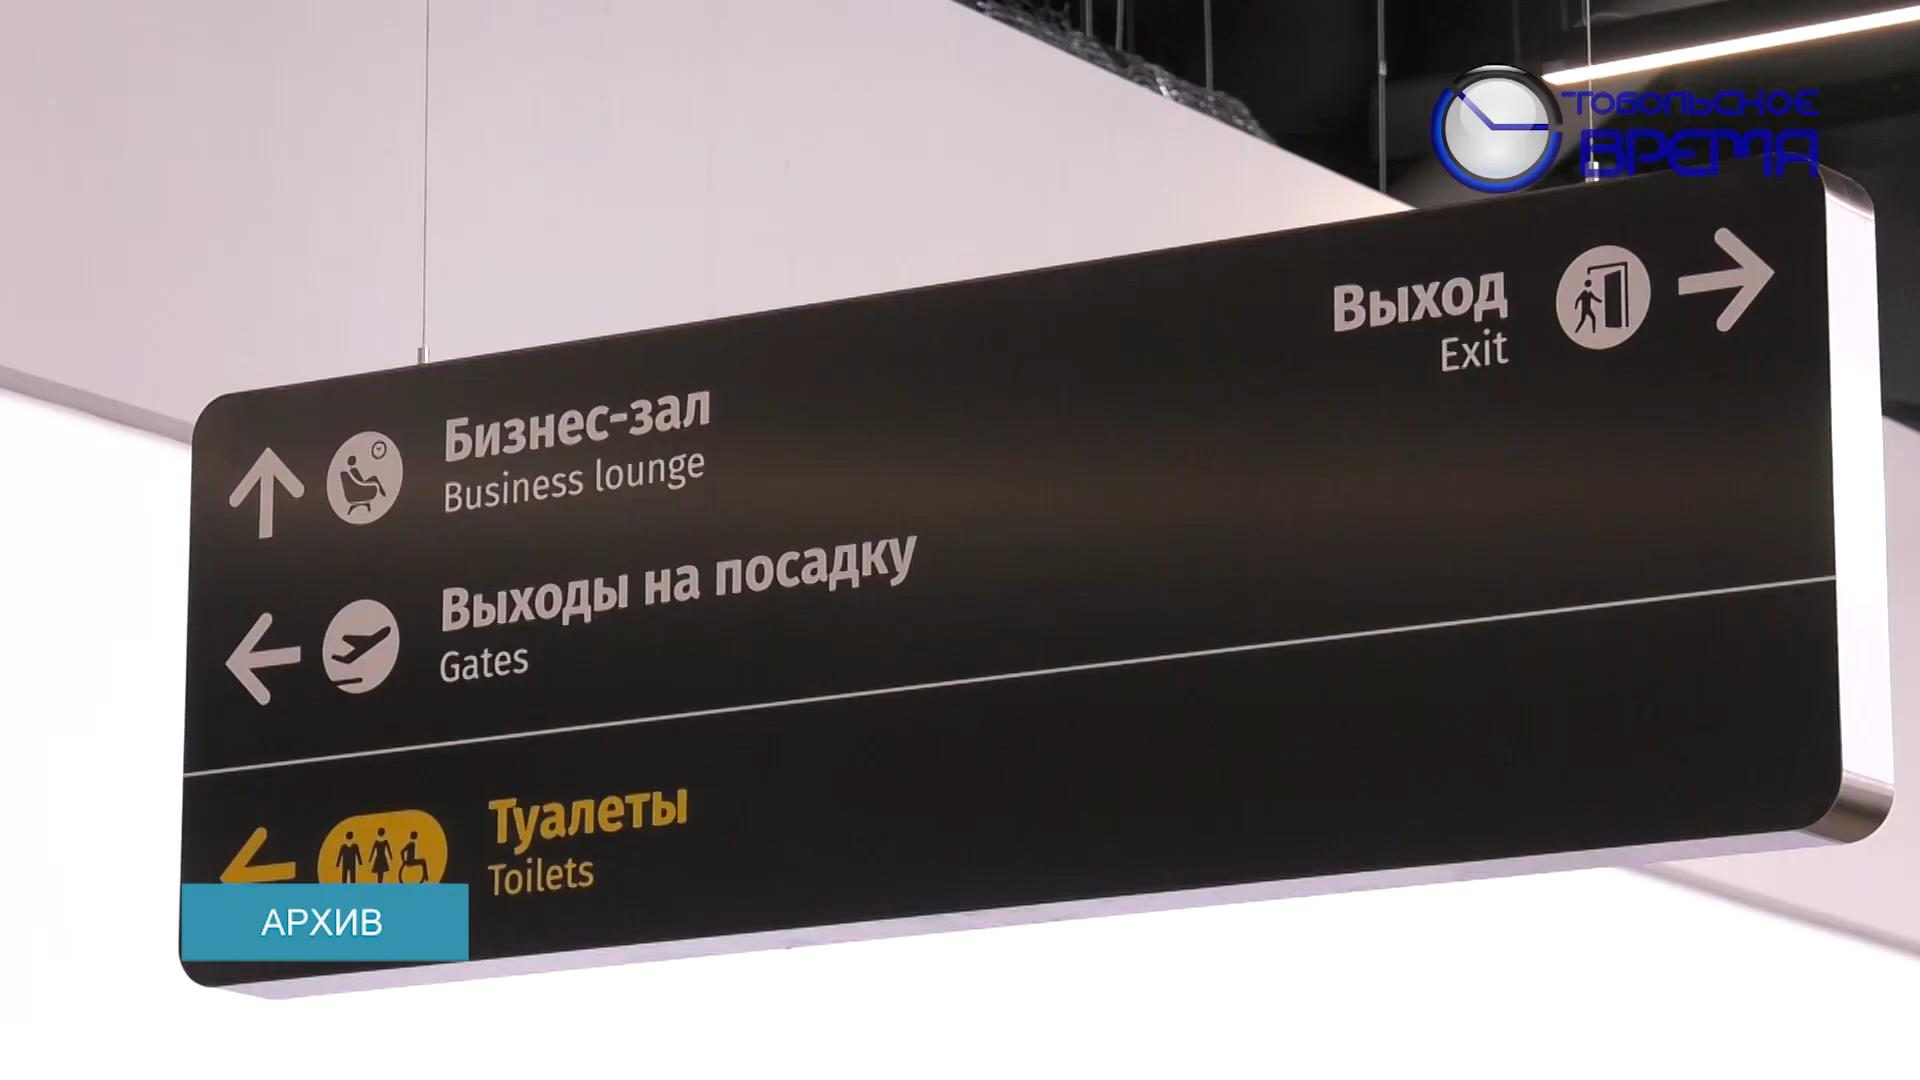 ТОБОЛЬСКОЕ
ВРЕМЯ
Выход
Exit
Бизнес-зал
Business lounge
Выходы на посадку
Gates
Туалеты
Toilets
АРХИВ